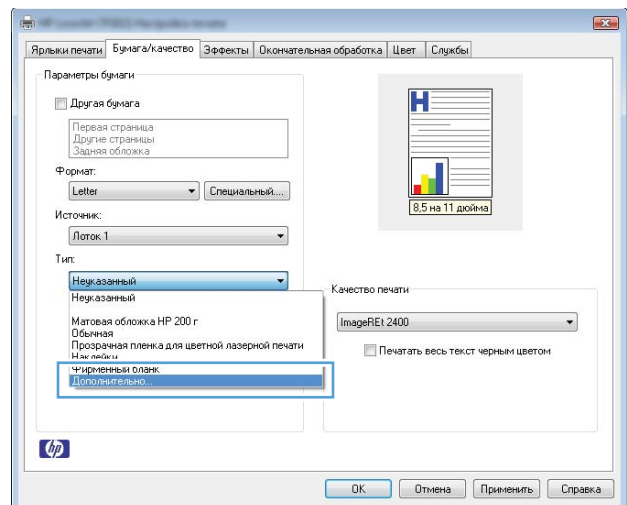 Ярлыки печати Бумага/качество Эффекты Окончательная обработка Цвет Службы
Параметры бумаги
Другая бумага
Первая страница
Другие страницы
Задняя обложка
Формат:
Letter Специальный....
8,5 на 11 дюйма
Источник:
Лоток 1
Тип:
Неуказанный
Неуказанный
Матовая обложка HP 200 г
Обычная
Прозрачная пленка для цветной лазерной печати
Наклейки
Фирменный бланк
Дополнительно...
Качество печати
ImageREt 2400
Печатать весь текст черным цветом
hp
OK Отмена Применить Справка